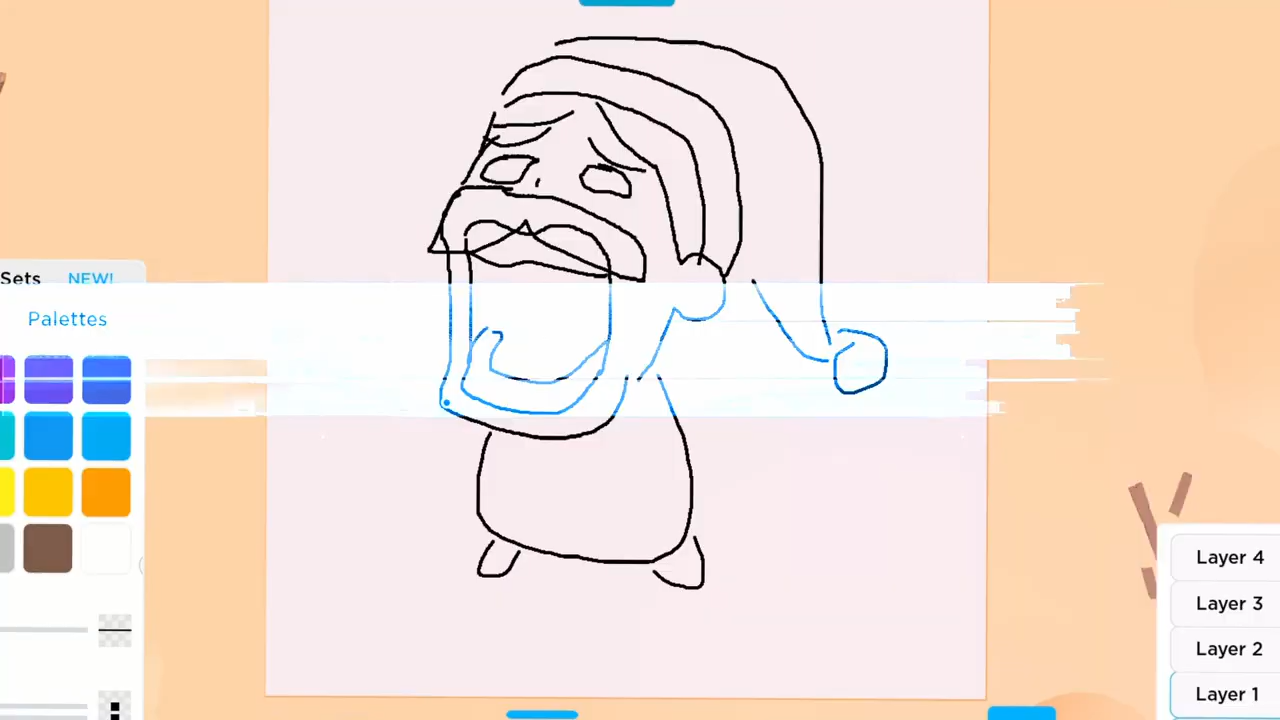 Sets NEW!
Palettes
Layer 4
Layer 3
Layer 2
Layer 1